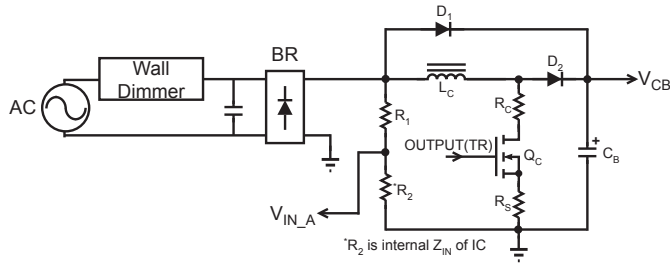 D1
BR
Wall
Dimmer
D2
AC
VCB
LC
RC
R1
OUTPUT(TR)
QC
+
CB
*R2
RS
VIN_A
*R2 is internal ZIN of IC